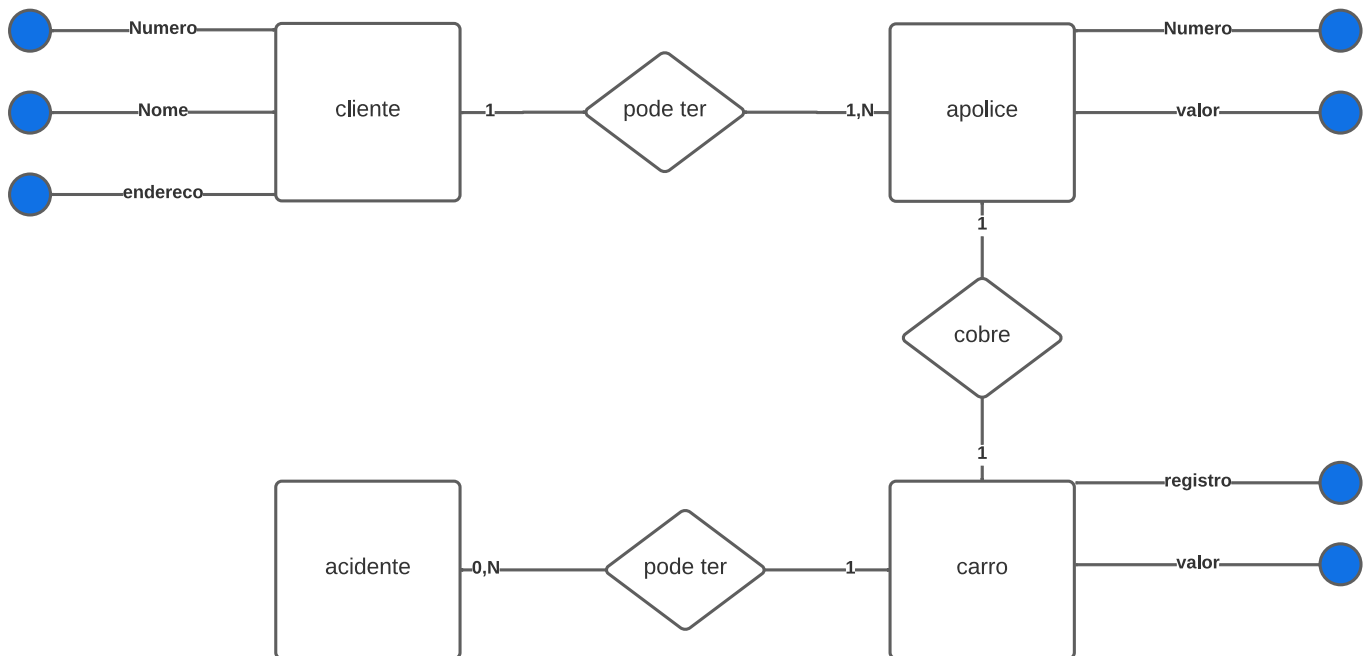 Numero
Nome
endereco
cliente
1
pode ter
1,N
apolice
Numero
valor
1
cobre
1
acidente
0,N
pode ter
1
carro
registro
valor